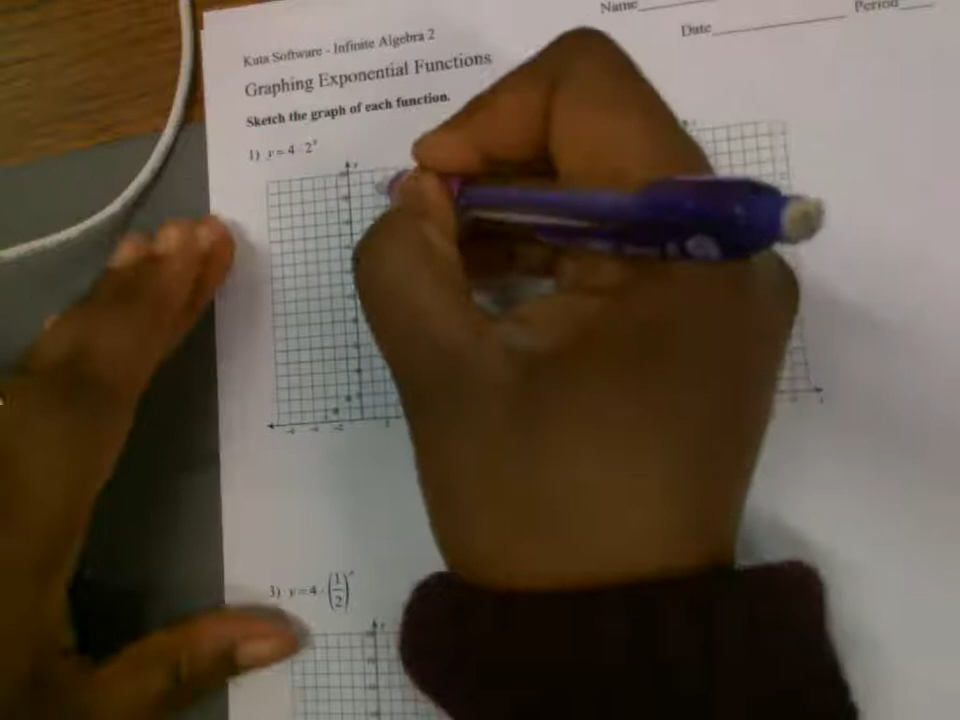 Name
Date Period
Kuta Software - Infinite Algebra 2
Graphing Exponential Functions
Sketch the graph of each function.
1) y = 4 · 2ˣ
y
3) y = 4 · (1/2)ˣ
y